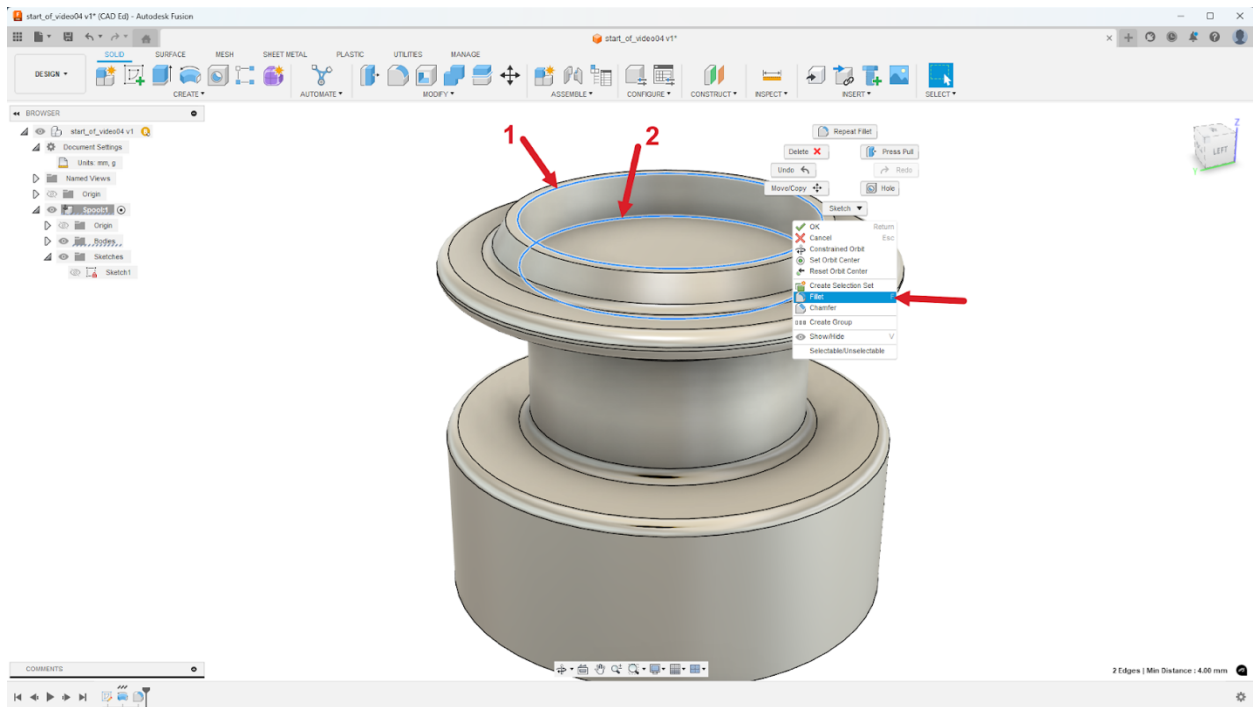 start_of_video04 v1* (CAD Ed) - Autodesk Fusion
start_of_video04 v1*
SOLID SURFACE MESH SHEET METAL PLASTIC UTILITIES MANAGE
DESIGN
CREATE AUTOMATE MODIFY ASSEMBLE CONFIGURE CONSTRUCT INSPECT INSERT SELECT
BROWSER
start_of_video04 v1
Document Settings
Units: mm, g
Named Views
Origin
Spool:1
Origin
Bodies
Sketches
Sketch1
1
2
Repeat Fillet
Delete
Press Pull
Undo
Redo
Move/Copy
Hole
Sketch
OK Return
Cancel Esc
Constrained Orbit
Set Orbit Center
Reset Orbit Center
Create Selection Set
Fillet F
Chamfer
Create Group
Show/Hide V
Selectable/Unselectable
Z
LEFT
Y
COMMENTS
2 Edges | Min Distance : 4.00 mm